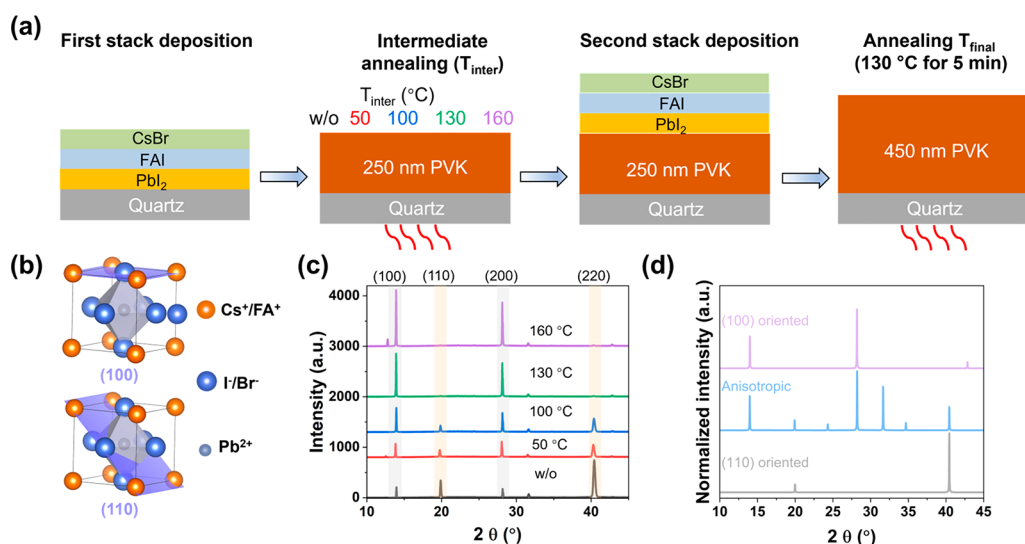 (a)
First stack deposition
Intermediate
annealing (T_inter)
Second stack deposition
Annealing T_final
(130 °C for 5 min)
T_inter (°C)
w/o 50 100 130 160
CsBr
FAI
PbI₂
Quartz
250 nm PVK
Quartz
CsBr
FAI
PbI₂
250 nm PVK
Quartz
450 nm PVK
Quartz
(b)
(100)
(110)
Cs⁺/FA⁺
I⁻/Br⁻
Pb²⁺
(c)
(100) (110) (200) (220)
Intensity (a.u.)
4000
3000
2000
1000
0
160 °C
130 °C
100 °C
50 °C
w/o
10 20 30 40
2 θ (°)
(d)
Normalized intensity (a.u.)
(100) oriented
Anisotropic
(110) oriented
10 15 20 25 30 35 40 45
2 θ (°)